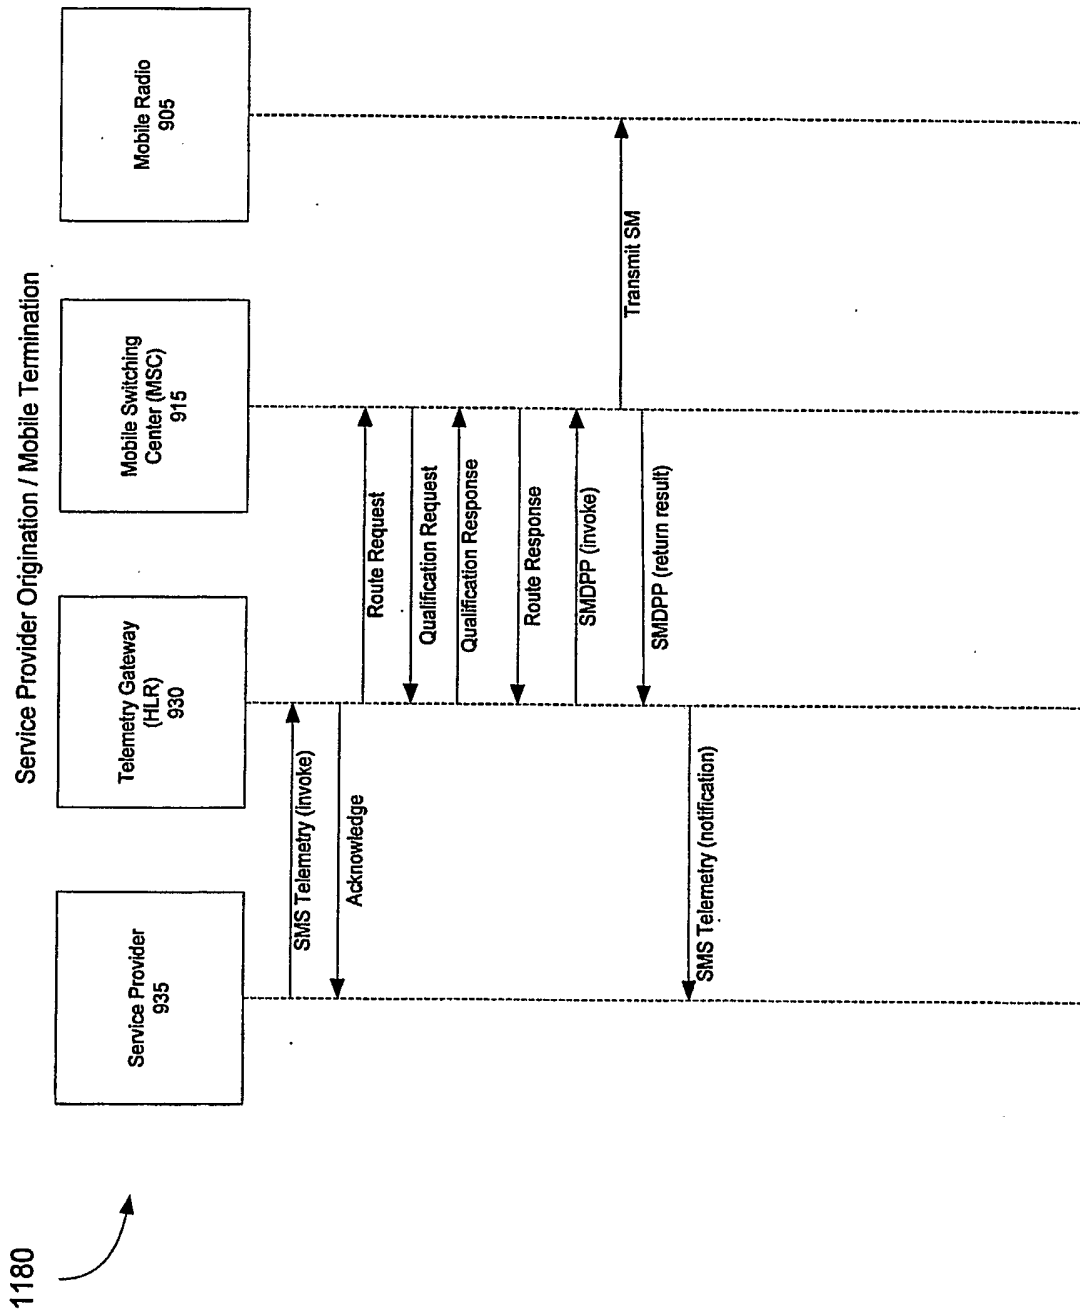 1180
Service Provider Origination / Mobile Termination
Service Provider
935
Telemetry Gateway
(HLR)
930
Mobile Switching
Center (MSC)
915
Mobile Radio
905
SMS Telemetry (invoke)
Acknowledge
Route Request
Qualification Request
Qualification Response
Route Response
SMDPP (invoke)
Transmit SM
SMDPP (return result)
SMS Telemetry (notification)